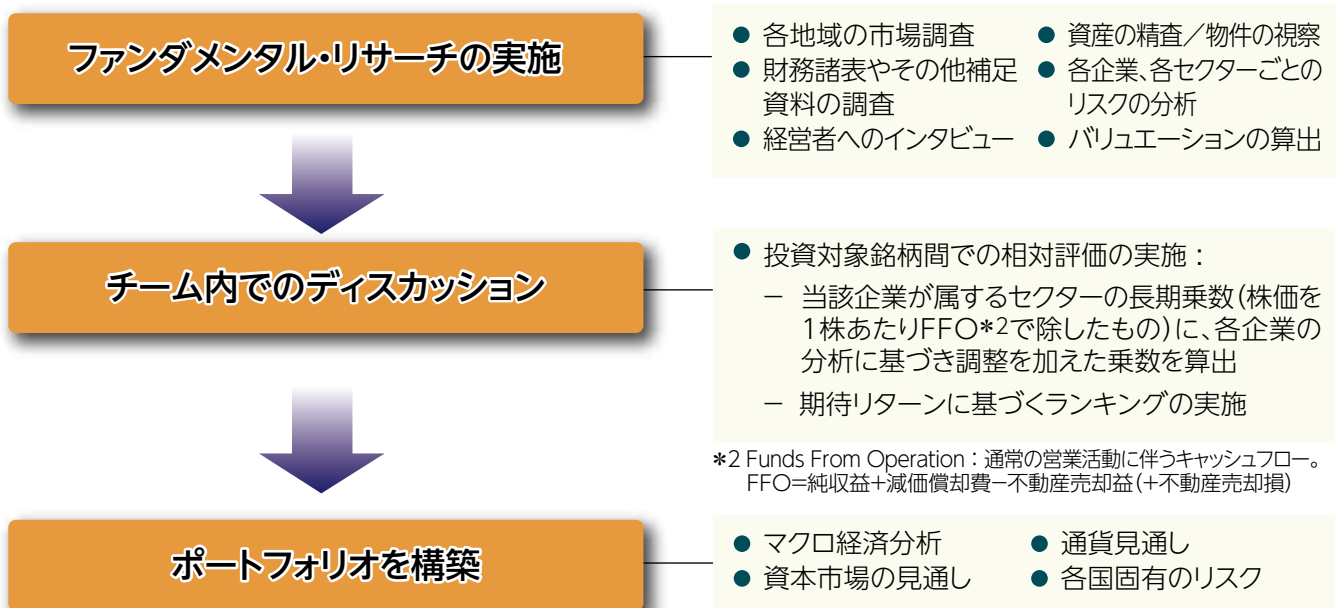 ファンダメンタル・リサーチの実施
● 各地域の市場調査
● 財務諸表やその他補足
資料の調査
● 経営者へのインタビュー
● 資産の精査／物件の視察
● 各企業、各セクターごとの
リスクの分析
● バリュエーションの算出
チーム内でのディスカッション
● 投資対象銘柄間での相対評価の実施：
− 当該企業が属するセクターの長期乗数（株価を
1株あたりFFO*2で除したもの）に、各企業の
分析に基づき調整を加えた乗数を算出
− 期待リターンに基づくランキングの実施
*2 Funds From Operation：通常の営業活動に伴うキャッシュフロー。
FFO=純収益+減価償却費−不動産売却益（+不動産売却損）
ポートフォリオを構築
● マクロ経済分析
● 資本市場の見通し
● 通貨見通し
● 各国固有のリスク